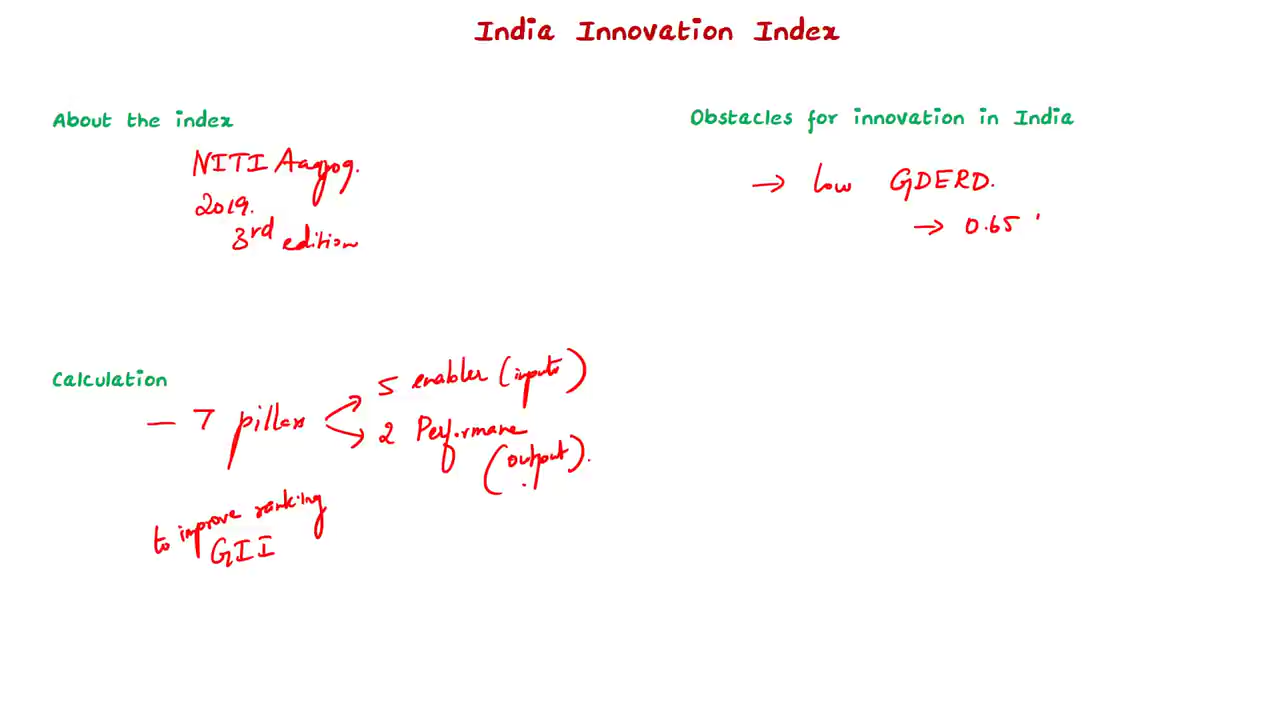 India Innovation Index
About the index
NITI Aayog.
2019.
3rd edition
Calculation
— 7 pillars
5 enabler (inputs)
2 Performance
(output).
to improve ranking
GII
Obstacles for innovation in India
→ low GDERD.
→ 0.65